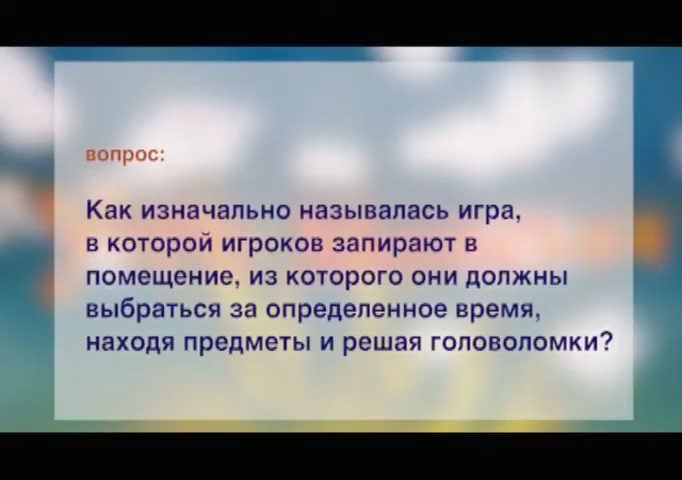 вопрос:
Как изначально называлась игра,
в которой игроков запирают в
помещение, из которого они должны
выбраться за определенное время,
находя предметы и решая головоломки?